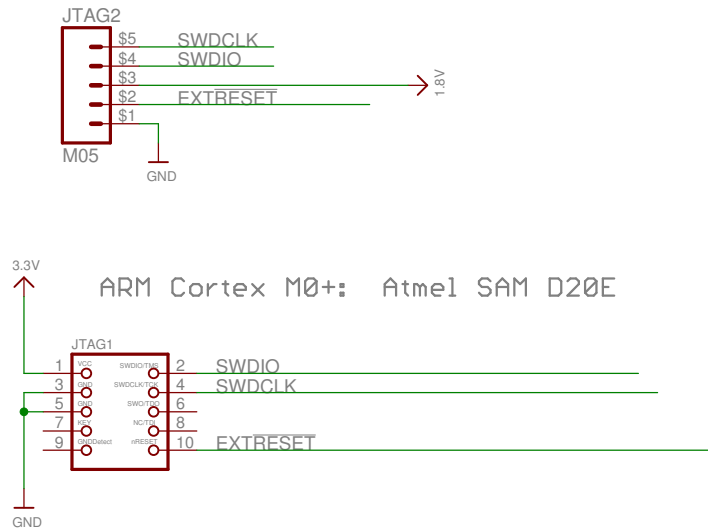 JTAG2
$5 SWDCLK
$4 SWDIO
$3
1.8V
$2 EXTRESET
$1
M05
GND
3.3V
ARM Cortex M0+: Atmel SAM D20E
JTAG1
1 VCC SWDIO/TMS 2 SWDIO
3 GND SWDCLK/TCK 4 SWDCLK
5 GND SWO/TDO 6
7 KEY NC/TDI 8
9 GNDDetect nRESET 10 EXTRESET
GND